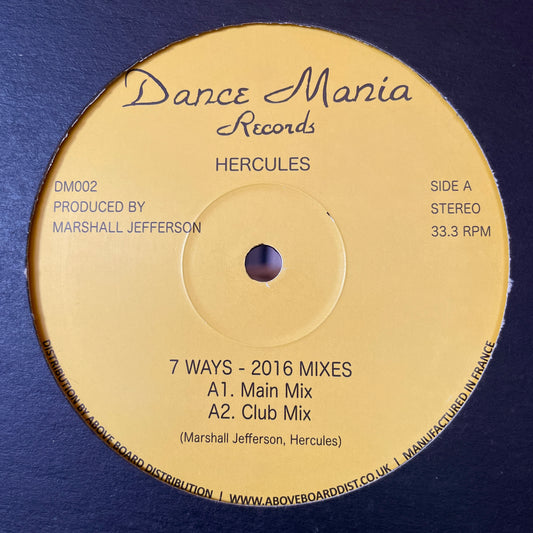 Dance Mania
Records
HERCULES
DM002
PRODUCED BY
MARSHALL JEFFERSON
SIDE A
STEREO
33.3 RPM
7 WAYS - 2016 MIXES
A1. Main Mix
A2. Club Mix
(Marshall Jefferson, Hercules)
DISTRIBUTION BY ABOVE BOARD DISTRIBUTION | WWW.ABOVEBOARDDIST.CO.UK | MANUFACTURED IN FRANCE